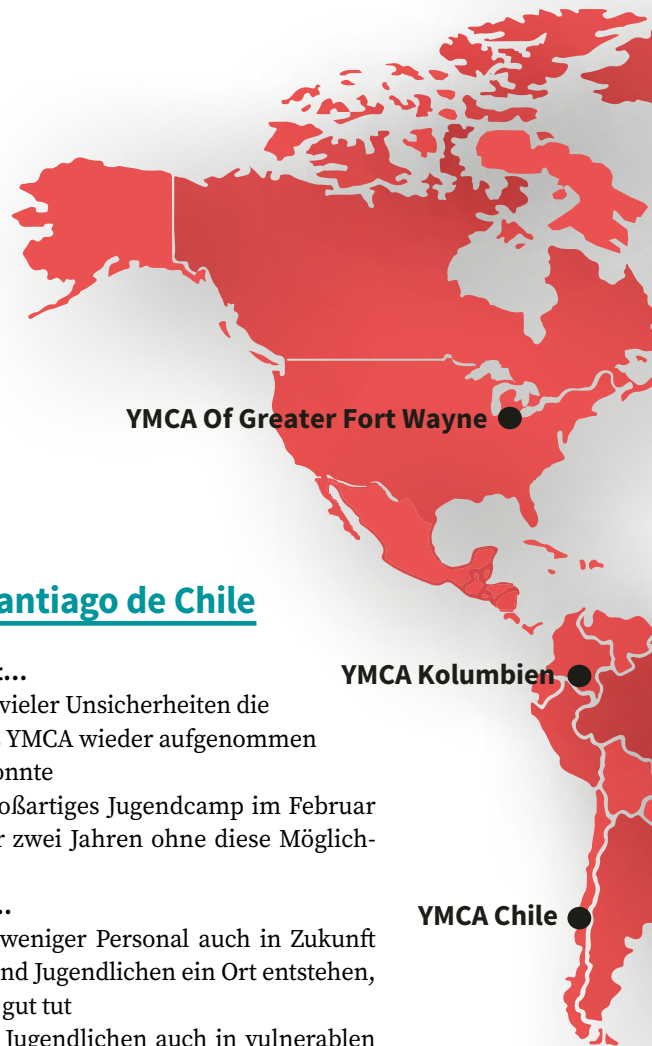 YMCA Of Greater Fort Wayne
antiago de Chile
YMCA Kolumbien
vieler Unsicherheiten die
YMCA wieder aufgenommen
onnte
oßartiges Jugendcamp im Februar
r zwei Jahren ohne diese Möglich-
YMCA Chile
weniger Personal auch in Zukunft
nd Jugendlichen ein Ort entstehen,
gut tut
Jugendlichen auch in vulnerablen